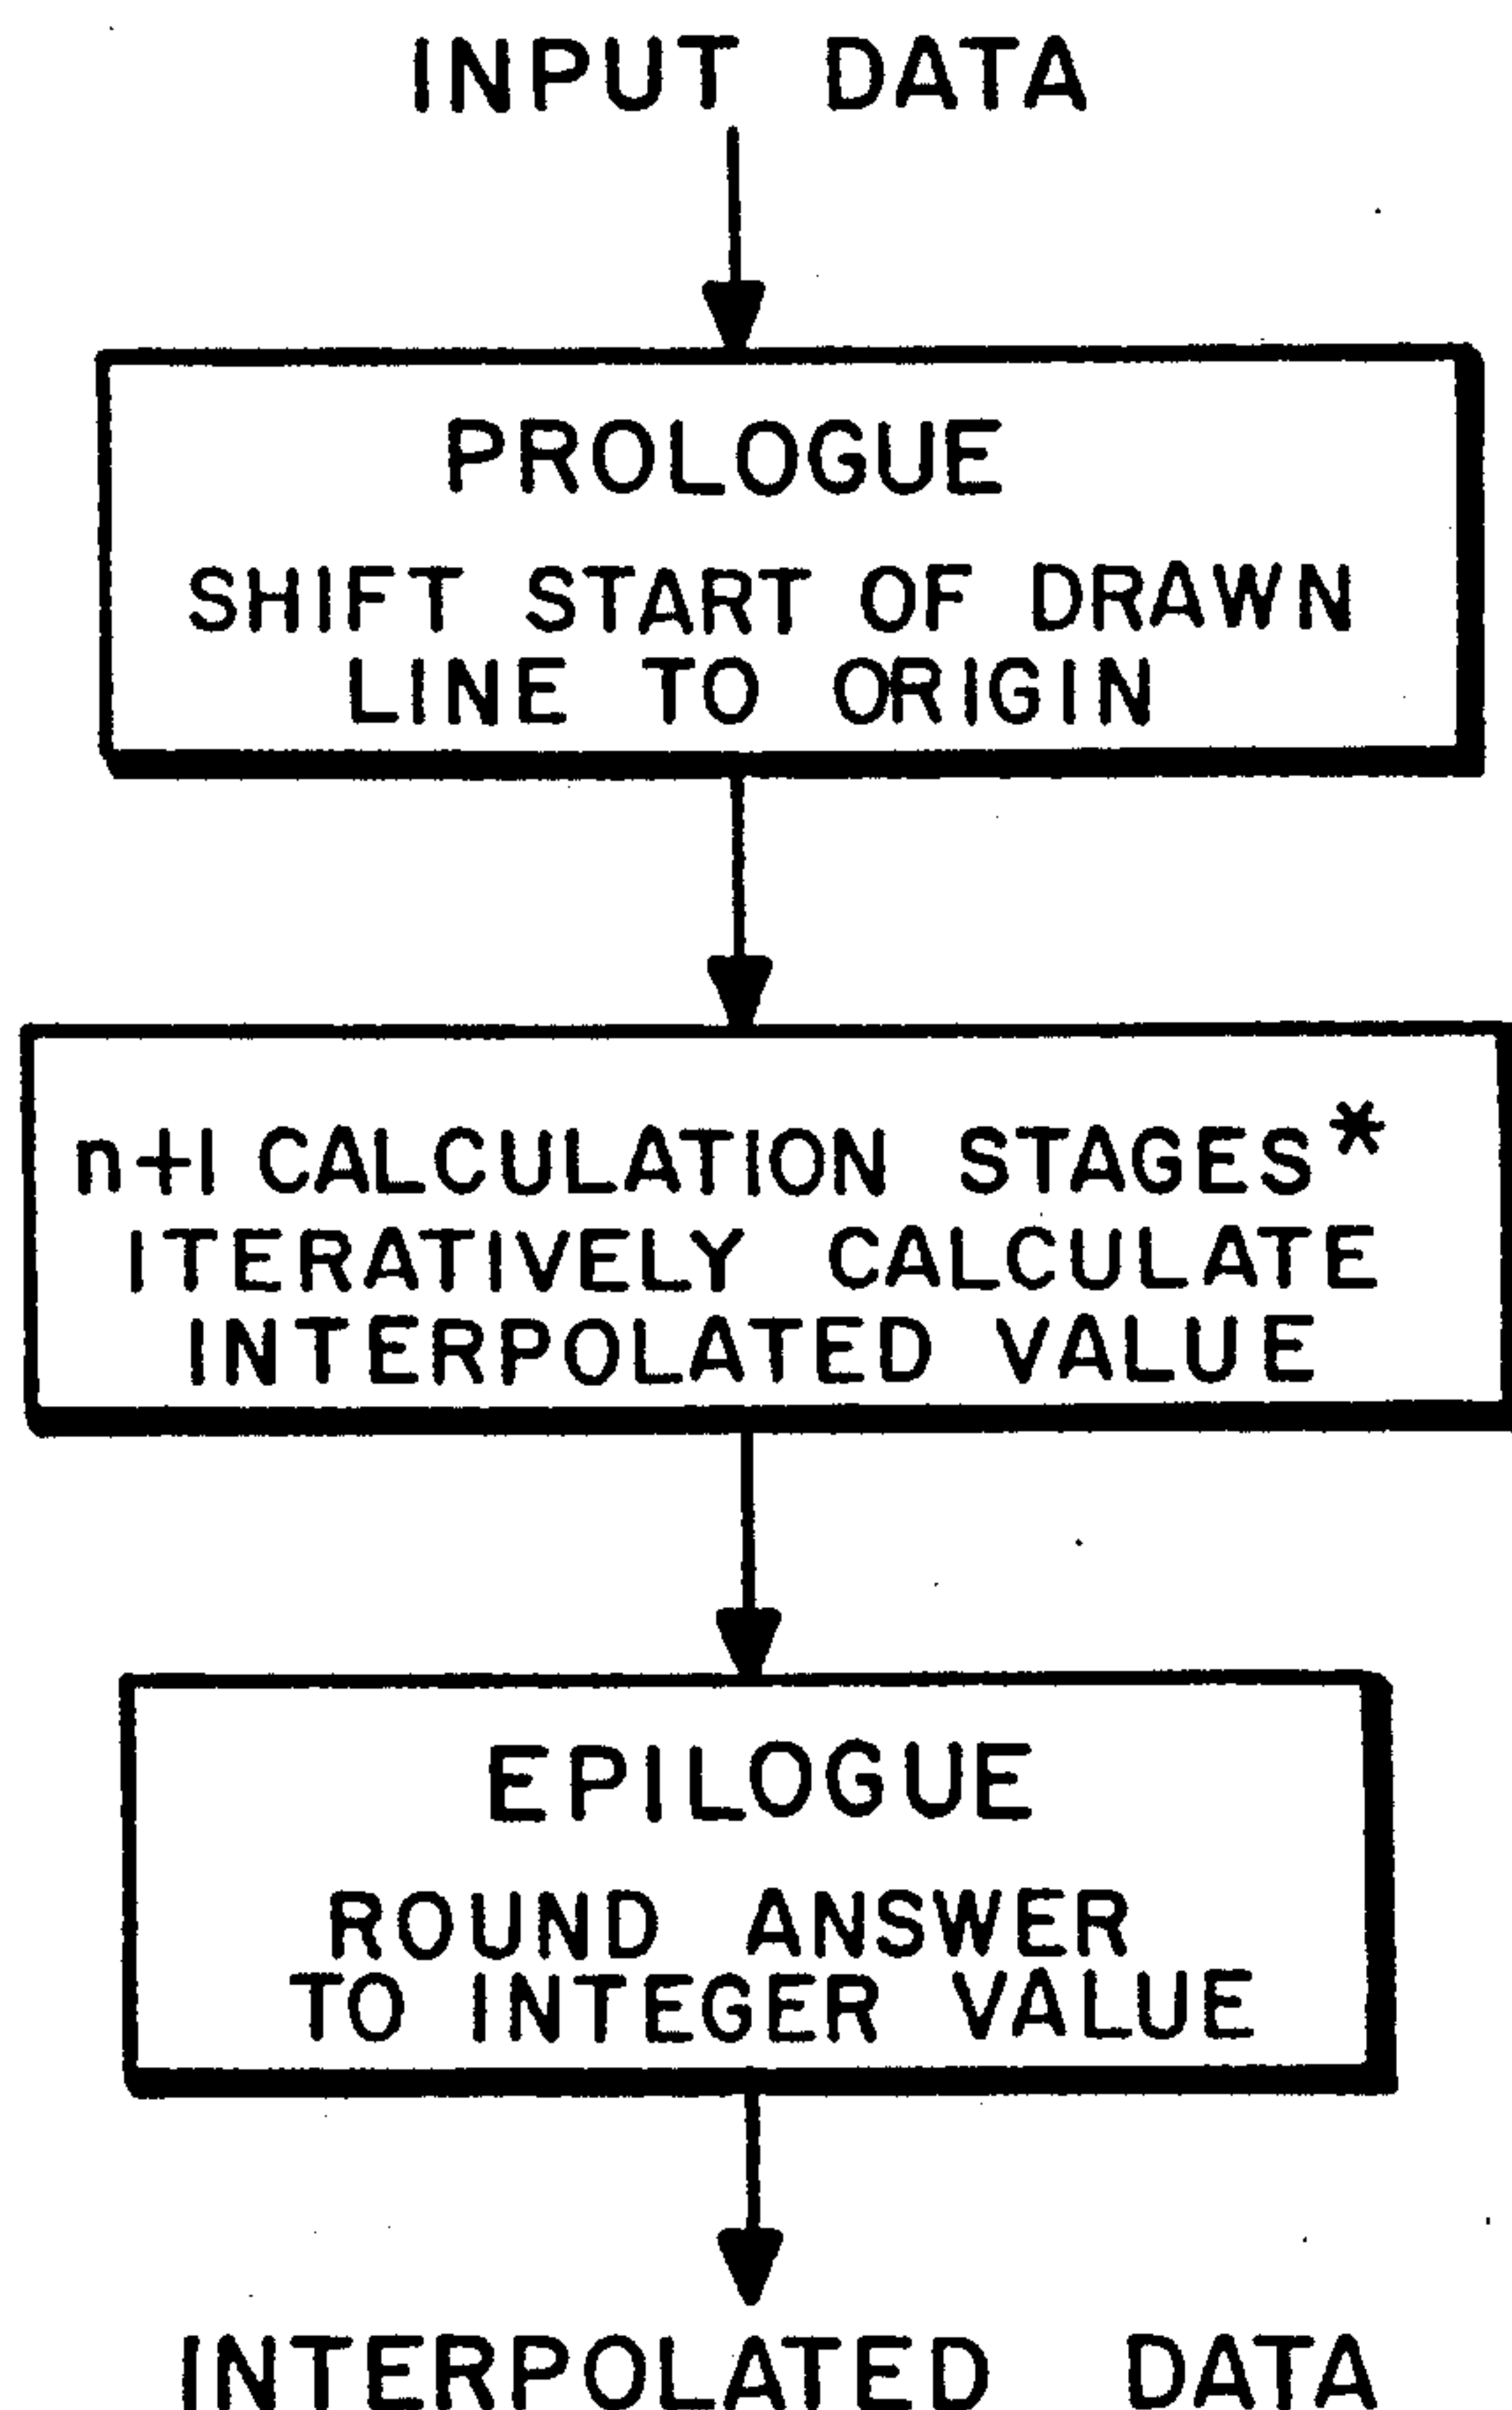 INPUT DATA
PROLOGUE
SHIFT START OF DRAWN
LINE TO ORIGIN
n+1 CALCULATION STAGES*
ITERATIVELY CALCULATE
INTERPOLATED VALUE
EPILOGUE
ROUND ANSWER
TO INTEGER VALUE
INTERPOLATED DATA